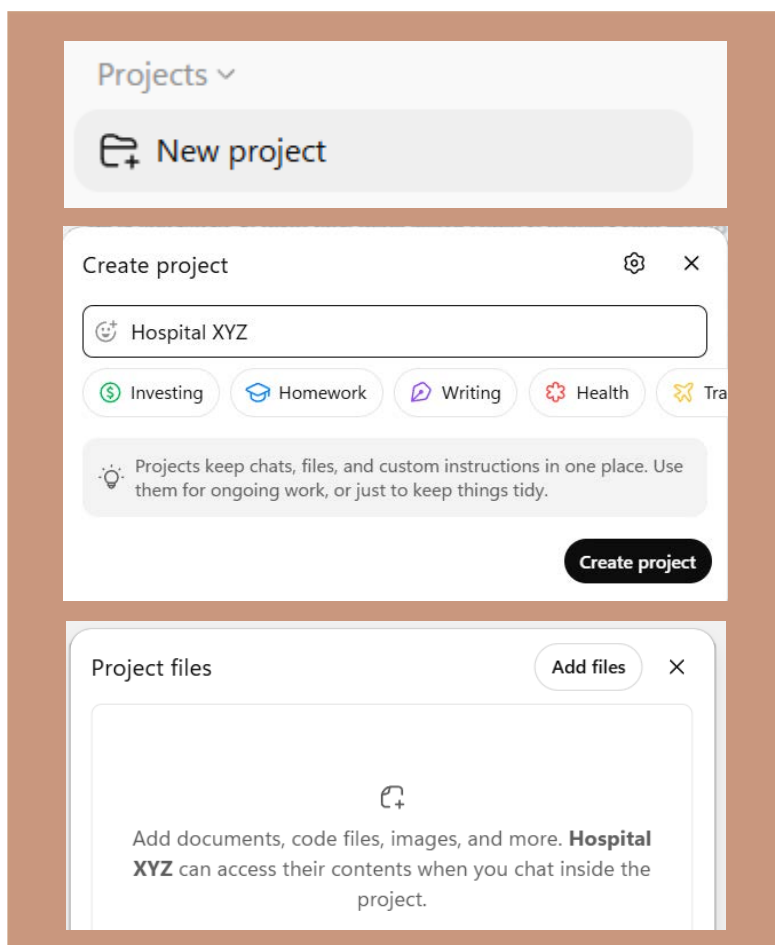 Projects
New project
Create project
Hospital XYZ
Investing Homework Writing Health Tra
Projects keep chats, files, and custom instructions in one place. Use
them for ongoing work, or just to keep things tidy.
Create project
Project files Add files
Add documents, code files, images, and more. Hospital
XYZ can access their contents when you chat inside the
project.